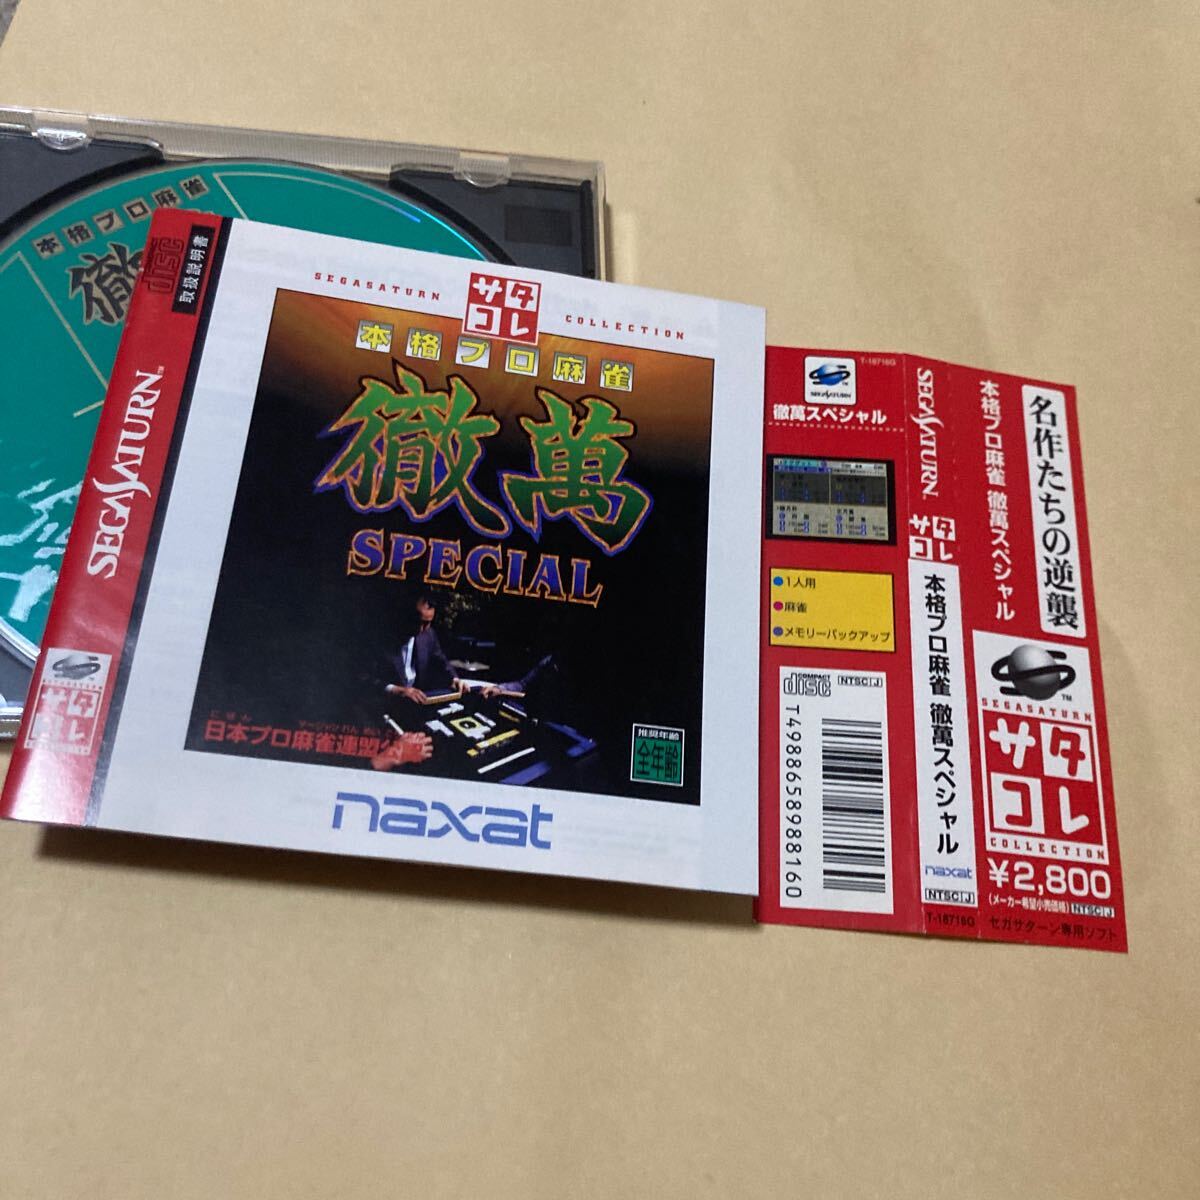 本格プロ麻雀
徹
disc
取扱説明書
SEGASATURN™
サタコレ
SEGASATURN
サタコレ
COLLECTION
本格プロ麻雀
徹萬
SPECIAL
日本プロ麻雀連盟公
推奨年齢
全年齢
naxat
SEGASATURN
徹萬スペシャル
1人用
麻雀
メモリーバックアップ
COMPACT
disc
NTSC J
T4988658988160
T-18716G
SEGASATURN
サタコレ
本格プロ麻雀 徹萬スペシャル
naxat
NTSC J
T-18716G
本格プロ麻雀 徹萬スペシャル
名作たちの逆襲
™
SEGASATURN
サタコレ
COLLECTION
¥2,800
(メーカー希望小売価格) NTSC J
セガサターン専用ソフト